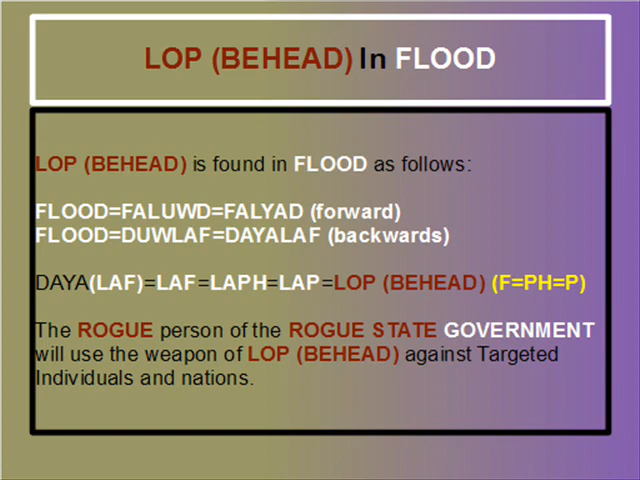 LOP (BEHEAD) In FLOOD
LOP (BEHEAD) is found in FLOOD as follows:
FLOOD=FALUWD=FALYAD (forward)
FLOOD=DUWLAF=DAYALAF (backwards)
DAYA(LAF)=LAF=LAPH=LAP=LOP (BEHEAD) (F=PH=P)
The ROGUE person of the ROGUE STATE GOVERNMENT
will use the weapon of LOP (BEHEAD) against Targeted
Individuals and nations.